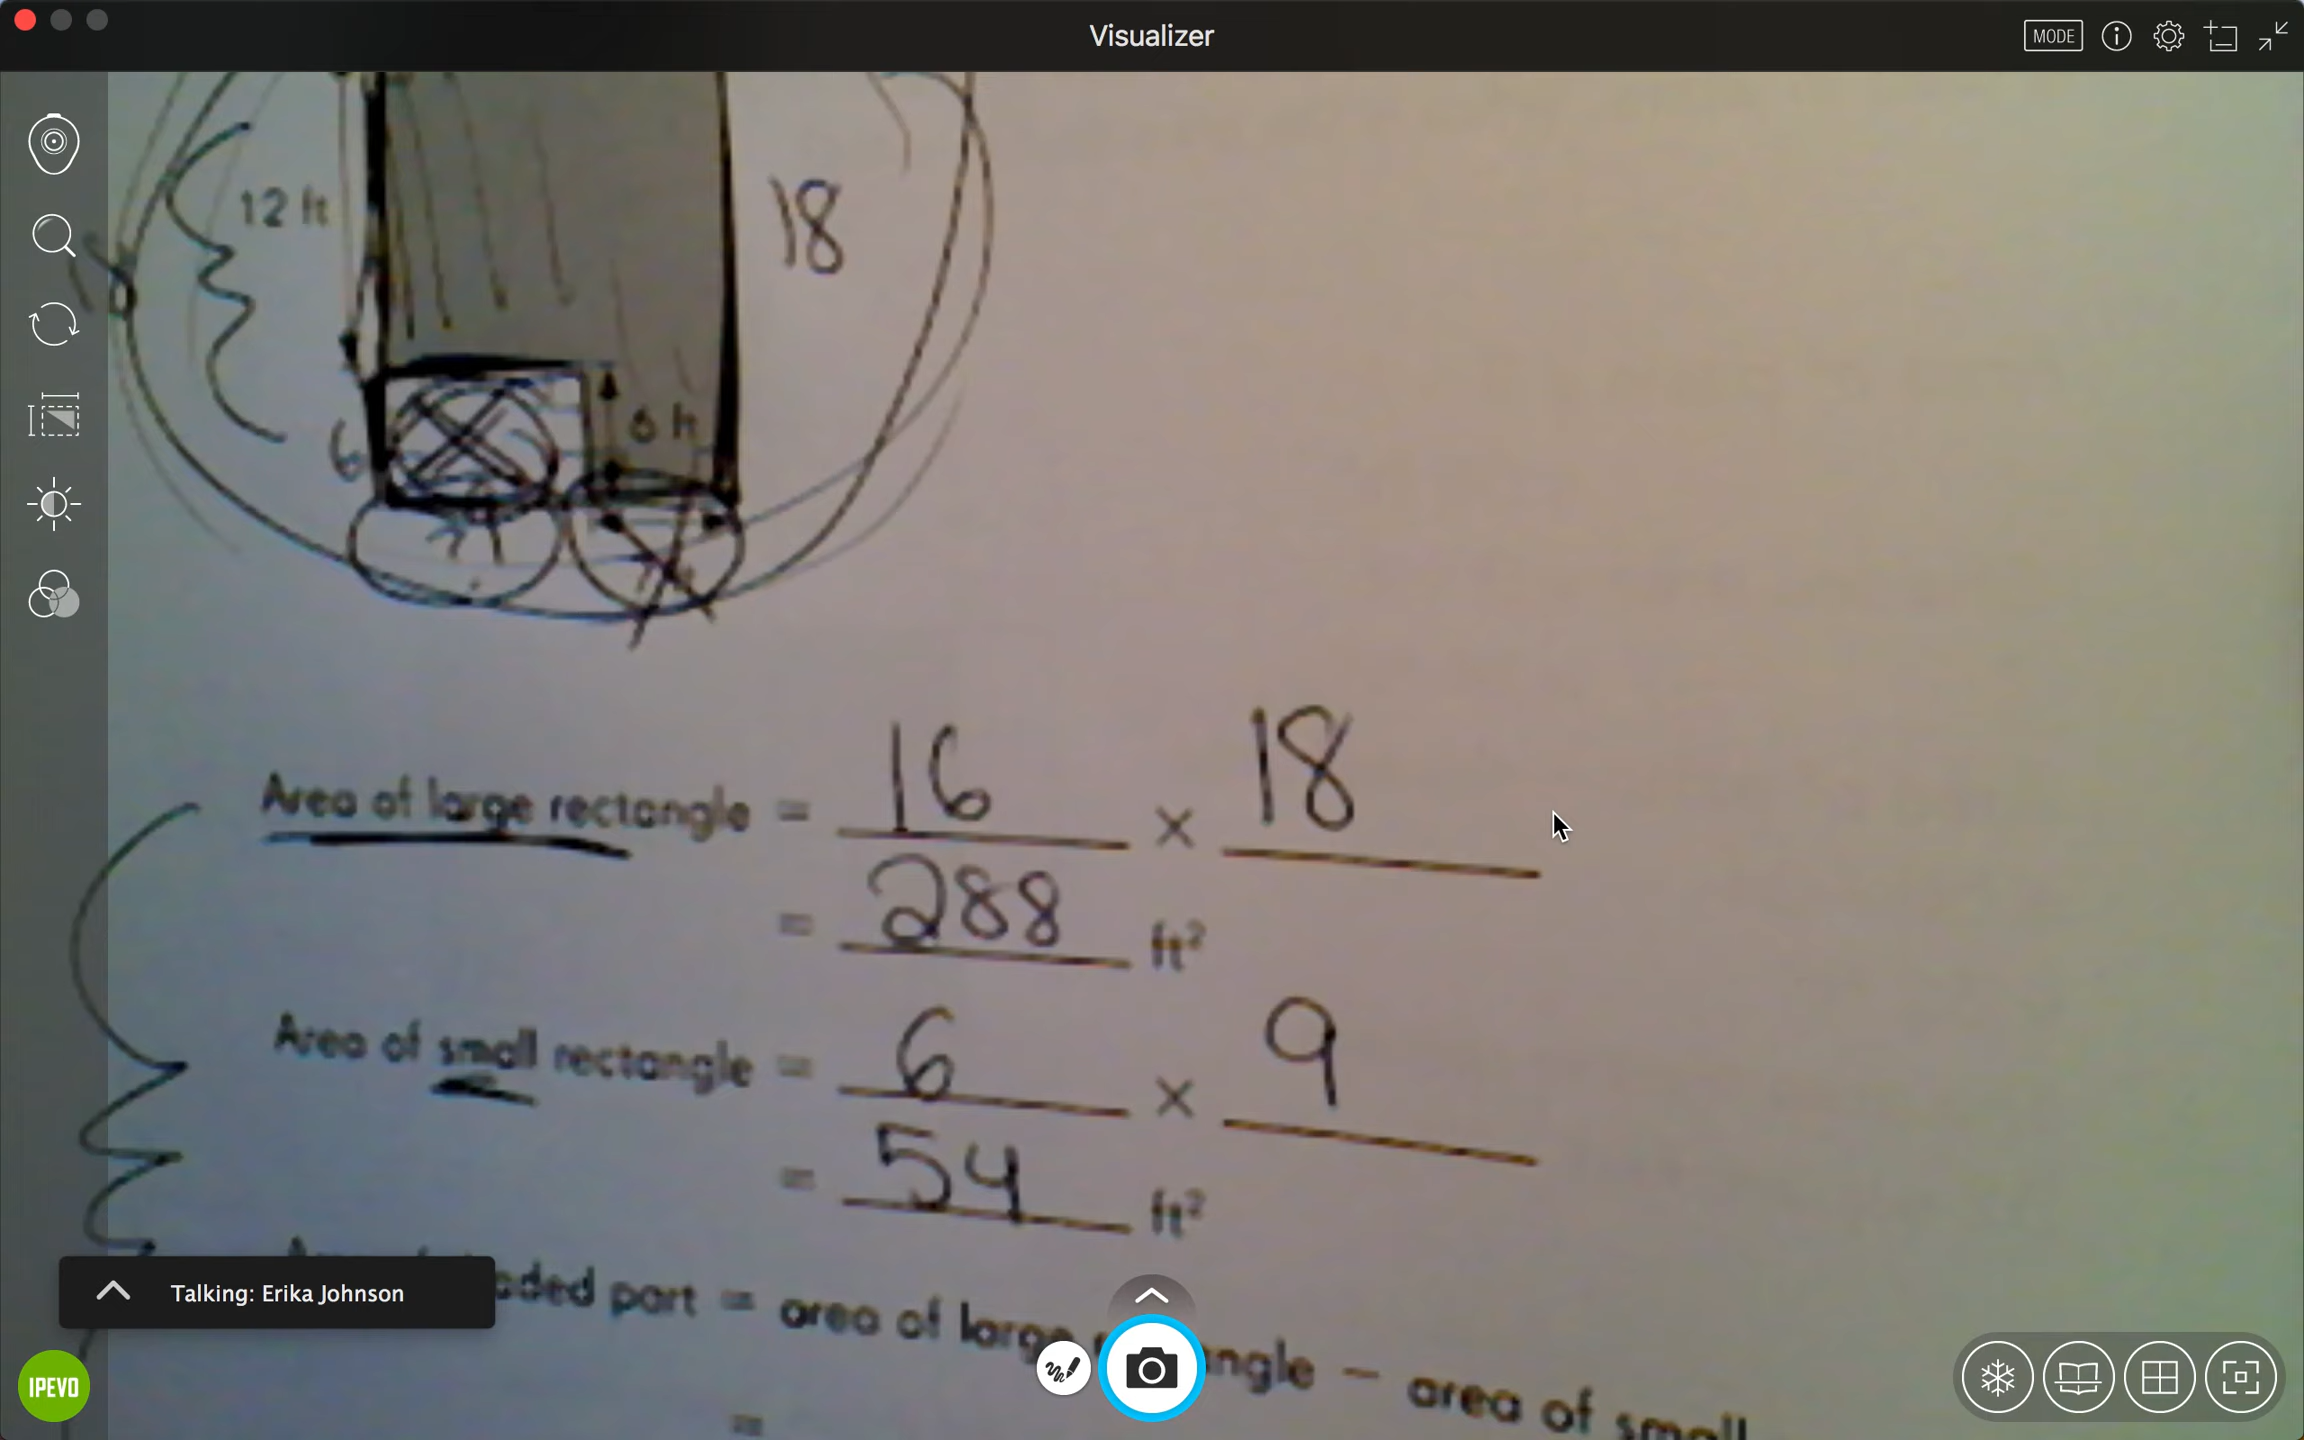 Visualizer
MODE
12 ft
18
18
6 ft
6
Area of large rectangle = 16 × 18
= 288 ft²
Area of small rectangle = 6 × 9
= 54 ft²
part = area of large − area of small
=
Talking: Erika Johnson
IPEVO